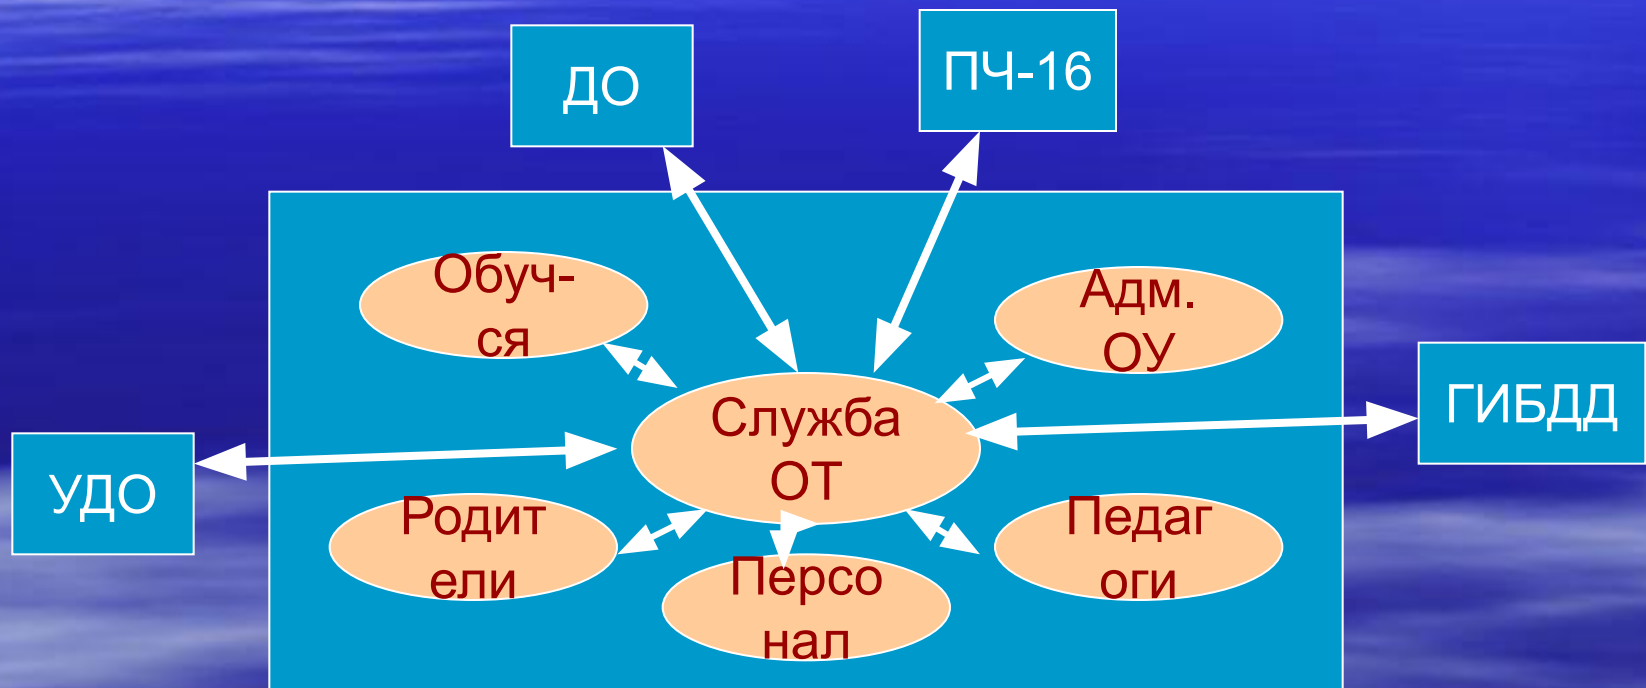 ДО
ПЧ-16
Обуч-
ся
Адм.
ОУ
ГИБДД
Служба
ОТ
УДО
Родит
ели
Персо
нал
Педаг
оги